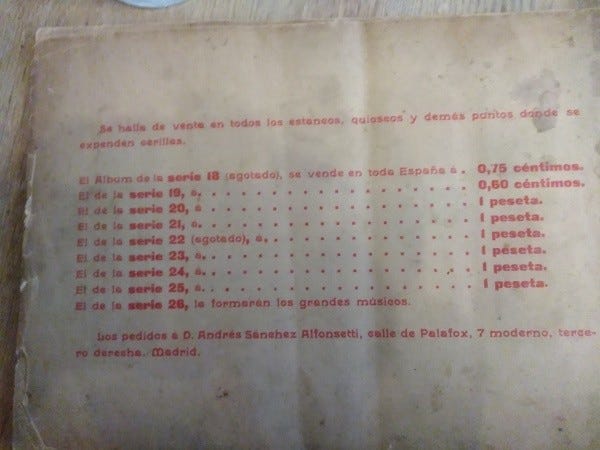 Se halla de venta en todos los estancos, quioscos y demás puntos donde se
expenden cerillas.
El Album de la serie 18 (agotado), se vende en toda España á . 0,75 céntimos.
El de la serie 19, á. . . . . . . . . . . . . . . . . . 0,60 céntimos.
El de la serie 20, á . . . . . . . . . . . . . . . . . . 1 peseta.
El de la serie 21, á . . . . . . . . . . . . . . . . . . 1 peseta.
El de la serie 22 (agotado), á. . . . . . . . . . . . . . 1 peseta.
El de la serie 23, á. . . . . . . . . . . . . . . . . . 1 peseta.
El de la serie 24, á. . . . . . . . . . . . . . . . . . 1 peseta.
El de la serie 25, á. . . . . . . . . . . . . . . . . . 1 peseta.
El de la serie 26, la formarán los grandes músicos.
Los pedidos a D. Andrés Sánchez Alfonsetti, calle de Palafox, 7 moderno, terce-
ro derecha. Madrid.